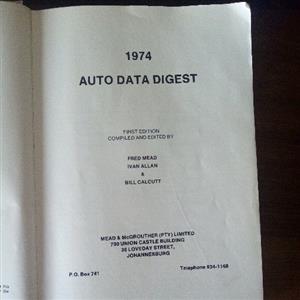 1974
AUTO DATA DIGEST
FIRST EDITION
COMPILED AND EDITED BY
FRED MEAD
IVAN ALLAN
&
BILL CALCUTT
MEAD & McGROUTHER (PTY) LIMITED
700 UNION CASTLE BUILDING
36 LOVEDAY STREET,
JOHANNESBURG
P.O. Box 741 Telephone 834-1168